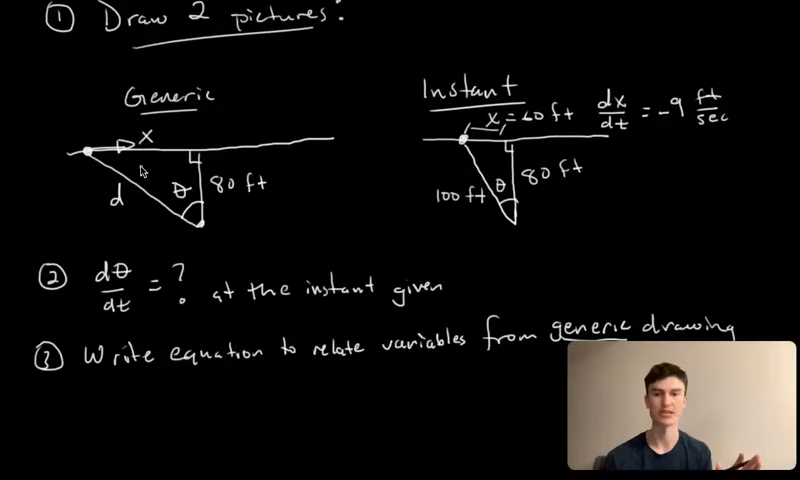 ① Draw 2 pictures:
Generic
Instant
x = 60 ft dx/dt = -9 ft/sec
x
d
θ
80 ft
100 ft
θ
80 ft
② dθ/dt = ? at the instant given
③ Write equation to relate variables from generic drawing